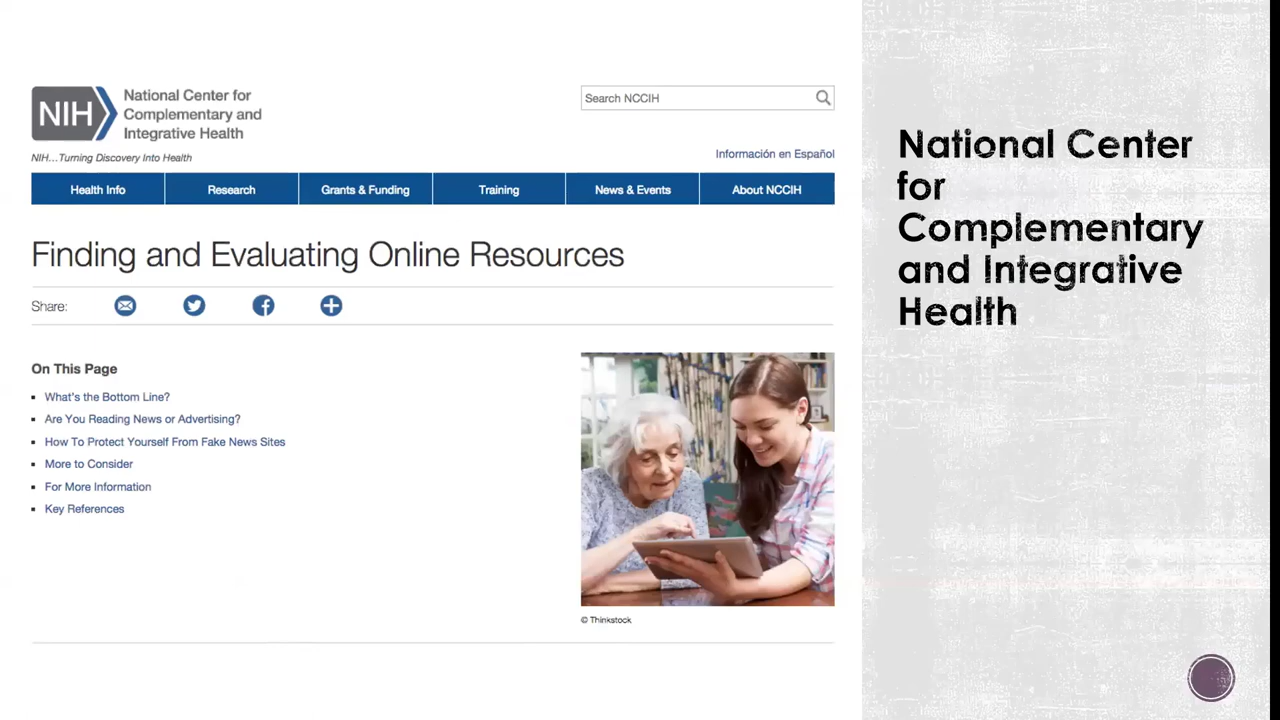 NIH
National Center for
Complementary and
Integrative Health
NIH...Turning Discovery Into Health
Search NCCIH
Información en Español
Health Info
Research
Grants & Funding
Training
News & Events
About NCCIH
Finding and Evaluating Online Resources
Share:
On This Page
What's the Bottom Line?
Are You Reading News or Advertising?
How To Protect Yourself From Fake News Sites
More to Consider
For More Information
Key References
© Thinkstock
National Center
for
Complementary
and Integrative
Health